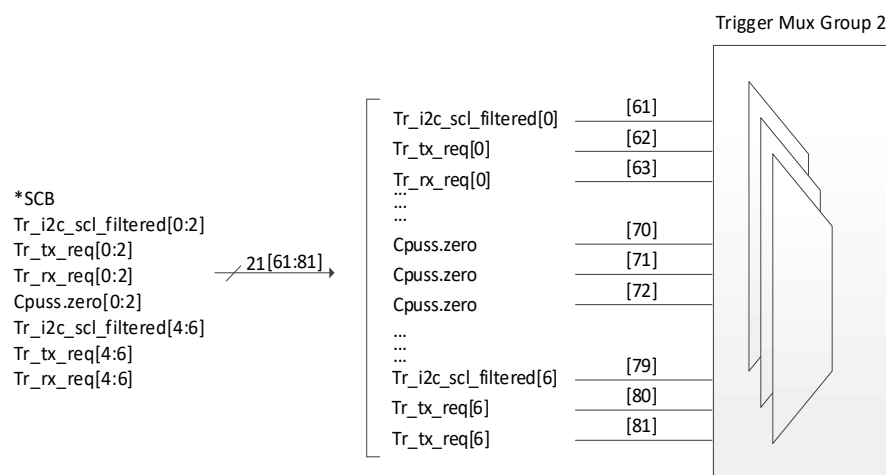 Trigger Mux Group 2
*SCB
Tr_i2c_scl_filtered[0:2]
Tr_tx_req[0:2]
Tr_rx_req[0:2]
Cpuss.zero[0:2]
Tr_i2c_scl_filtered[4:6]
Tr_tx_req[4:6]
Tr_rx_req[4:6]
21[61:81]
Tr_i2c_scl_filtered[0] [61]
Tr_tx_req[0] [62]
Tr_rx_req[0] [63]
...
...
...
Cpuss.zero [70]
Cpuss.zero [71]
Cpuss.zero [72]
...
...
...
Tr_i2c_scl_filtered[6] [79]
Tr_tx_req[6] [80]
Tr_tx_req[6] [81]